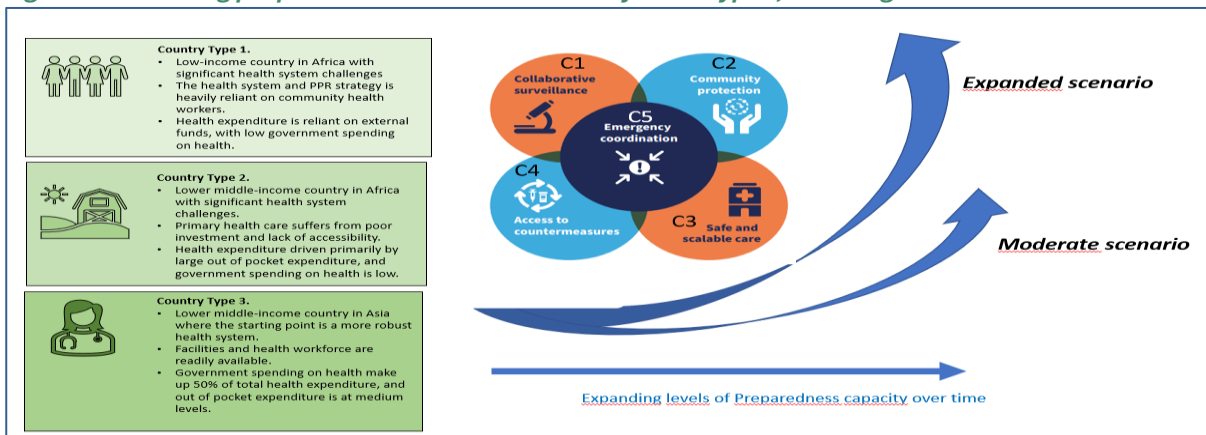 Country Type 1.
• Low-income country in Africa with
significant health system challenges
• The health system and PPR strategy is
heavily reliant on community health
workers.
• Health expenditure is reliant on external
funds, with low government spending
on health.
Country Type 2.
• Lower middle-income country in Africa
with significant health system
challenges.
• Primary health care suffers from poor
investment and lack of accessibility.
• Health expenditure driven primarily by
large out of pocket expenditure, and
government spending on health is low.
Country Type 3.
• Lower middle-income country in Asia
where the starting point is a more robust
health system.
• Facilities and health workforce are
readily available.
• Government spending on health make
up 50% of total health expenditure, and
out of pocket expenditure is at medium
levels.
C1
Collaborative
surveillance
C2
Community
protection
C5
Emergency
coordination
C4
Access to
countermeasures
C3
Safe and
scalable care
Expanded scenario
Moderate scenario
Expanding levels of Preparedness capacity over time